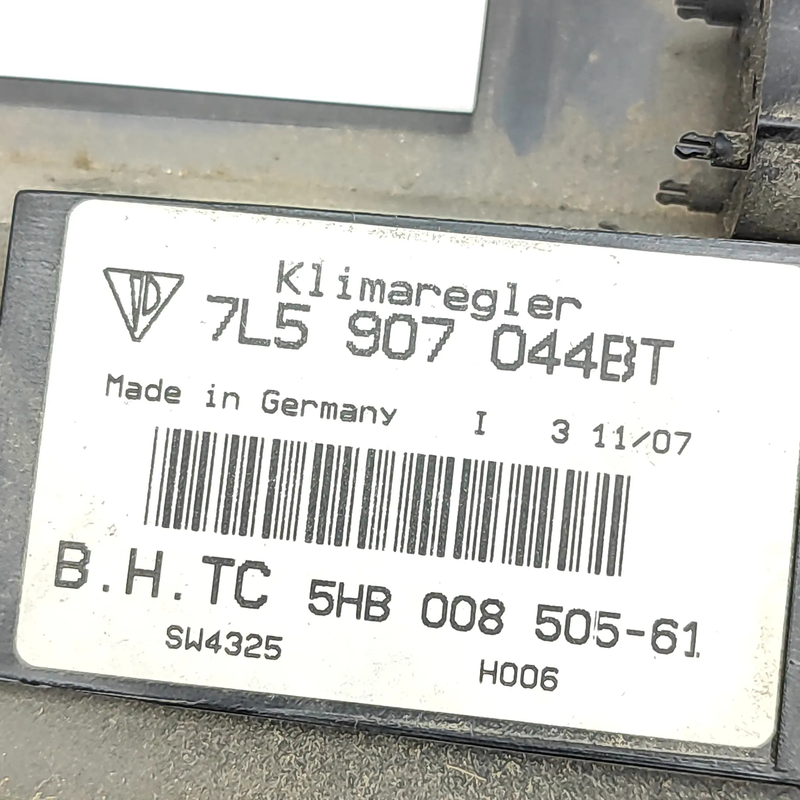 Klimaregler
7L5 907 044BT
Made in Germany I 3 11/07
B.H.TC 5HB 008 505-61
SW4325 H006